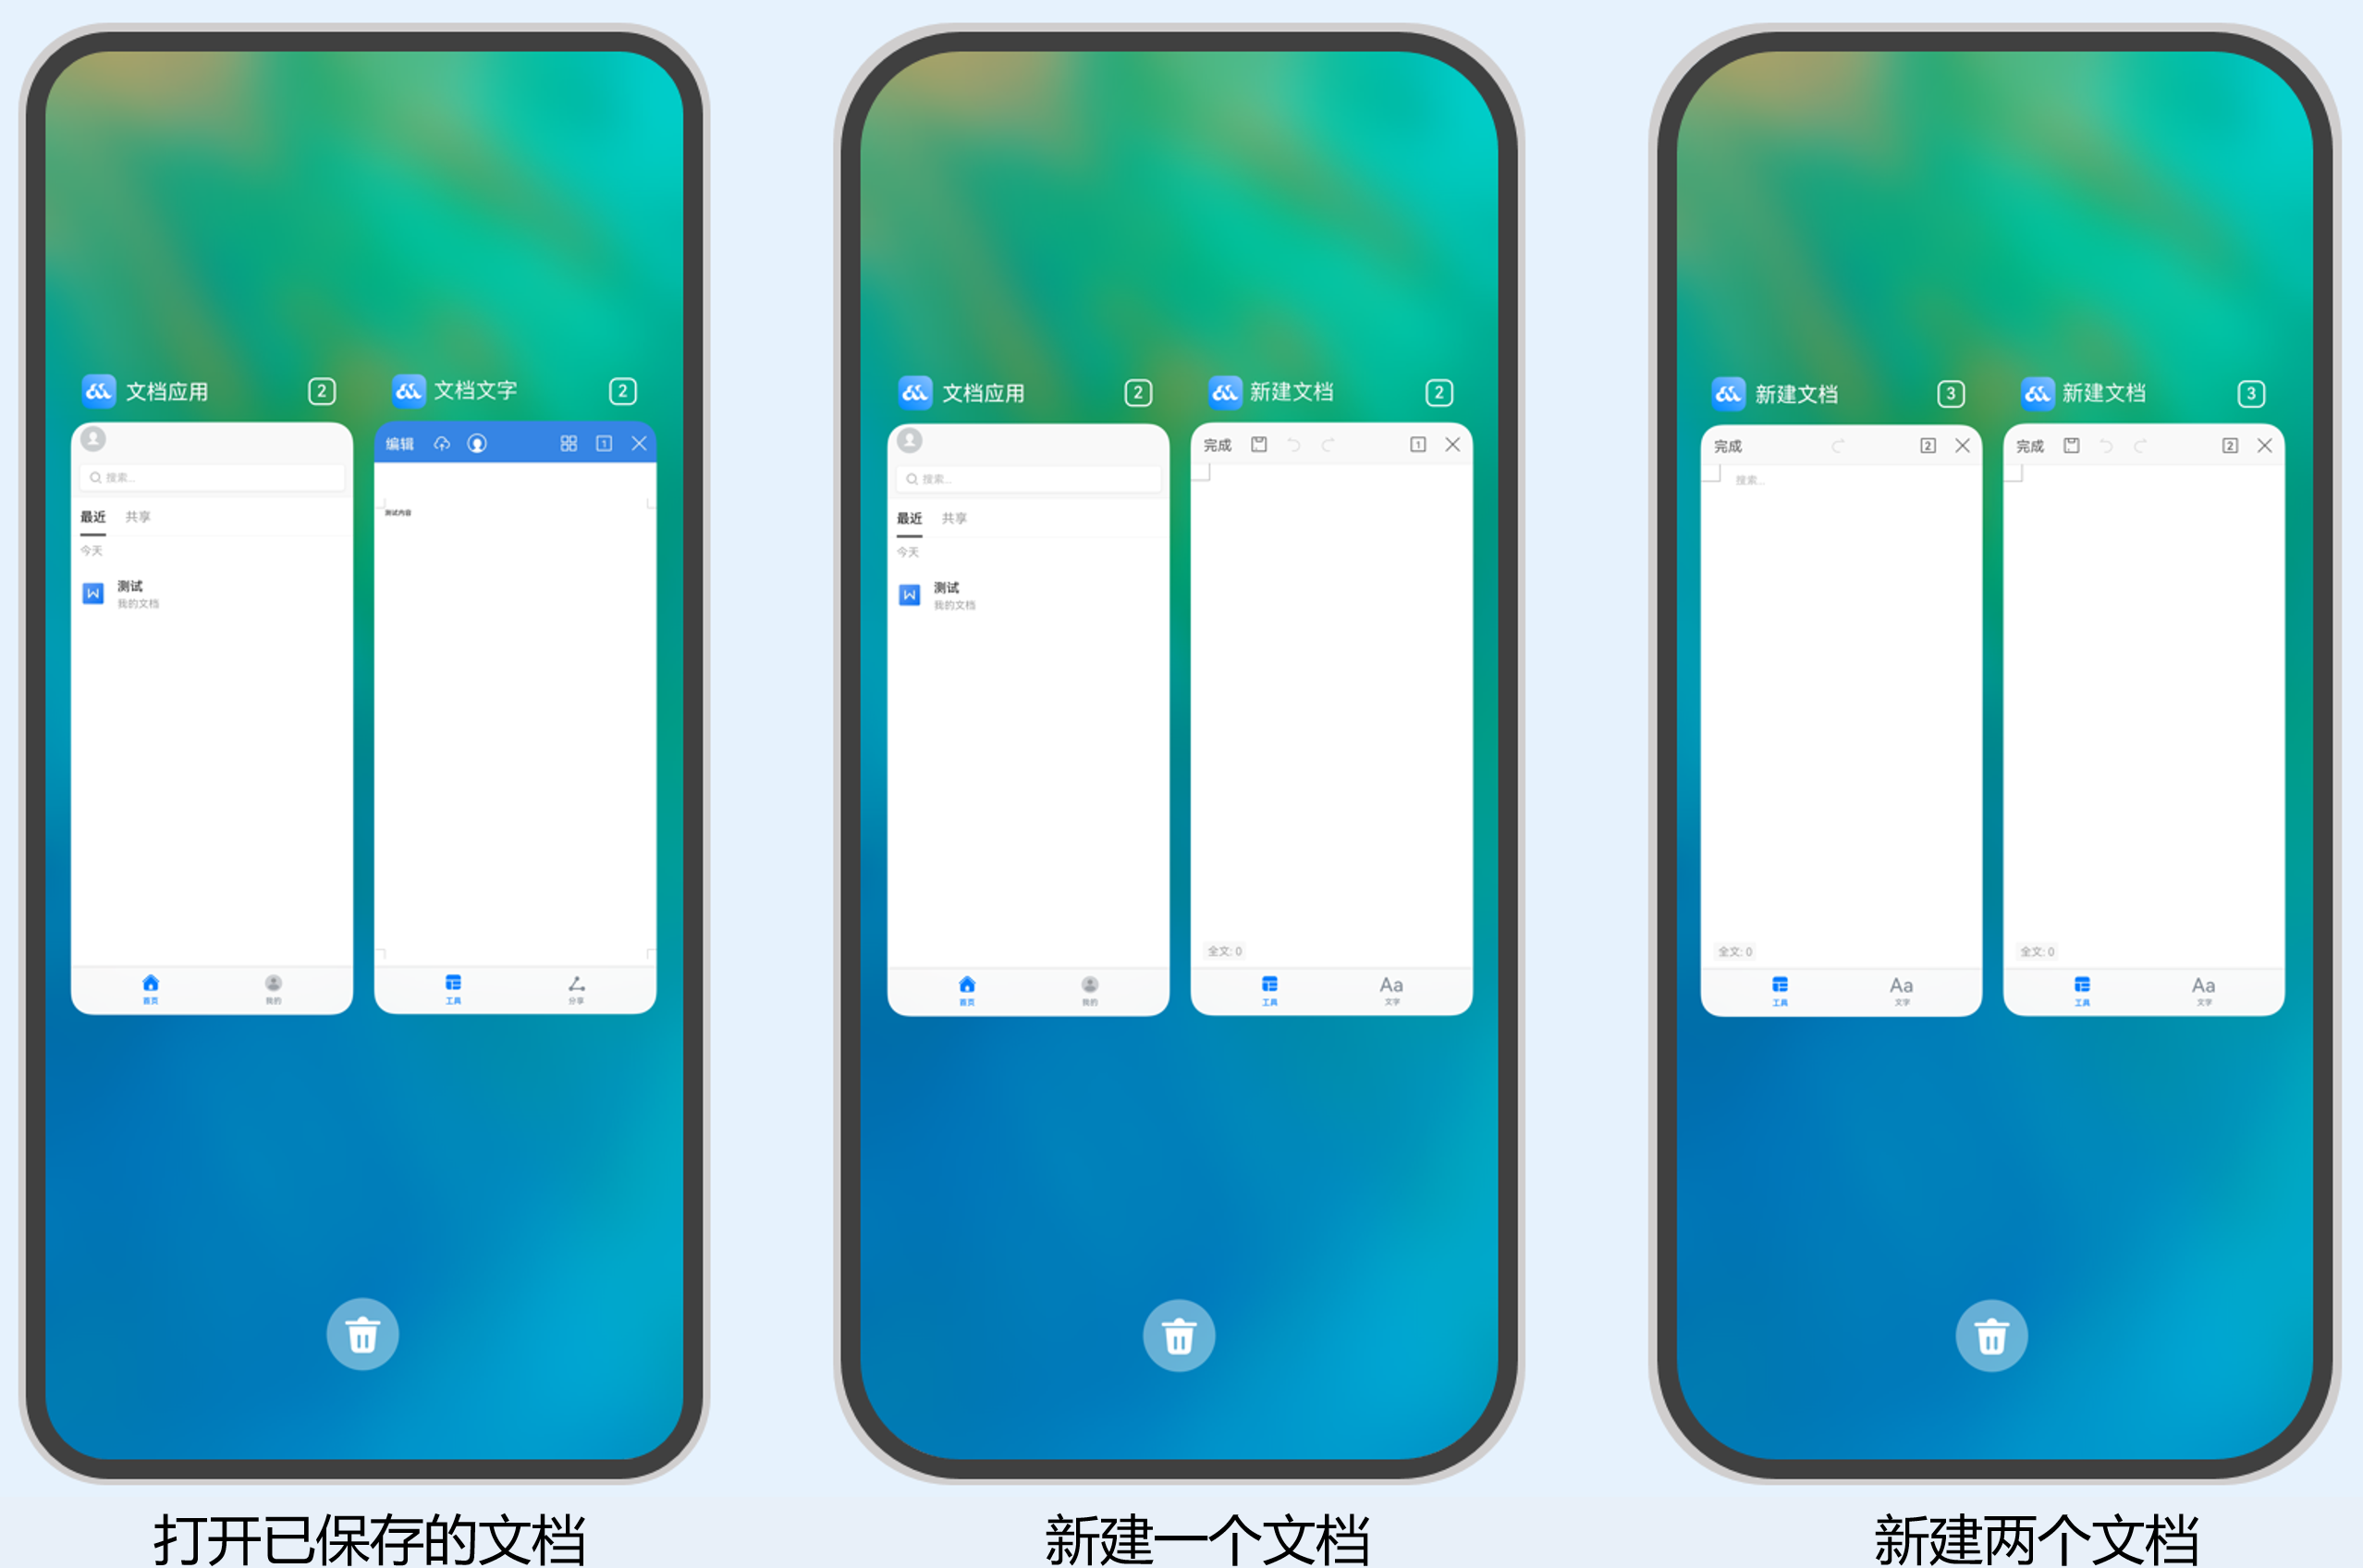 文档应用 2 文档文字 2
编辑 1
搜索...
最近 共享
测试内容
今天
测试
我的文档
首页 我的 工具 分享
打开已保存的文档
文档应用 2 新建文档 2
完成 1
搜索...
最近 共享
今天
测试
我的文档
全文: 0
Aa
首页 我的 工具 文字
新建一个文档
新建文档 3 新建文档 3
完成 2 完成 2
搜索...
全文: 0 全文: 0
Aa Aa
工具 文字 工具 文字
新建两个文档